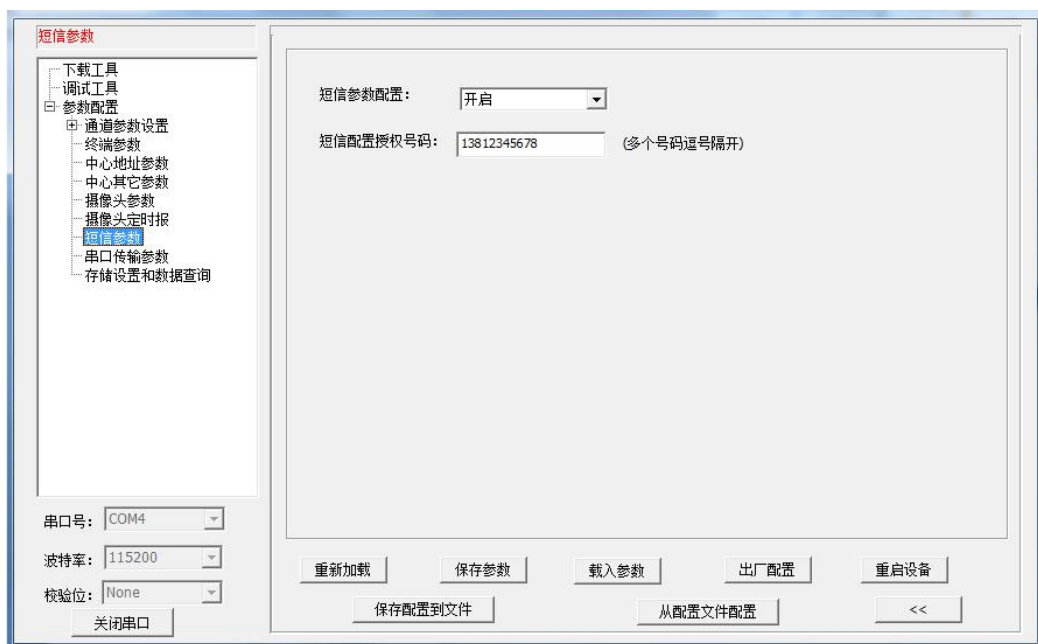 短信参数
下载工具
调试工具
参数配置
通道参数设置
终端参数
中心地址参数
中心其它参数
摄像头参数
摄像头定时报
短信参数
串口传输参数
存储设置和数据查询
串口号： COM4
波特率： 115200
校验位： None
关闭串口
短信参数配置： 开启
短信配置授权号码： 13812345678 (多个号码逗号隔开)
重新加载 保存参数 载入参数 出厂配置 重启设备
保存配置到文件 从配置文件配置 <<